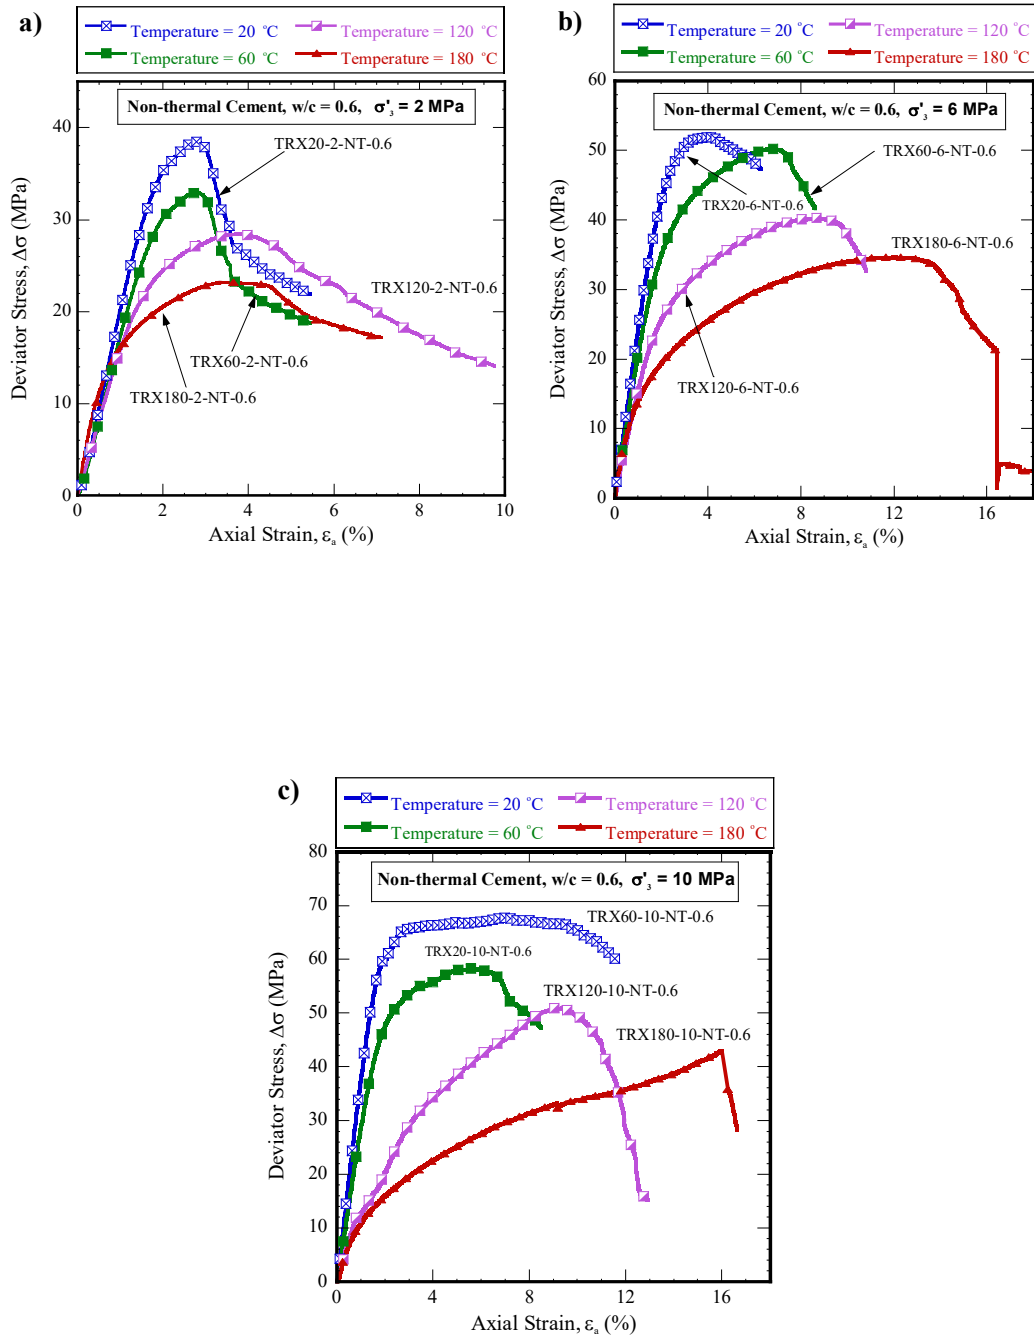 a)
Temperature = 20 °C
Temperature = 120 °C
Temperature = 60 °C
Temperature = 180 °C
Non-thermal Cement, w/c = 0.6, σ'₃ = 2 MPa
TRX20-2-NT-0.6
TRX120-2-NT-0.6
TRX60-2-NT-0.6
TRX180-2-NT-0.6
Deviator Stress, Δσ (MPa)
40
30
20
10
0
0 2 4 6 8 10
Axial Strain, εₐ (%)
b)
Temperature = 20 °C
Temperature = 120 °C
Temperature = 60 °C
Temperature = 180 °C
Non-thermal Cement, w/c = 0.6, σ'₃ = 6 MPa
TRX60-6-NT-0.6
TRX20-6-NT-0.6
TRX180-6-NT-0.6
TRX120-6-NT-0.6
Deviator Stress, Δσ (MPa)
60
50
40
30
20
10
0
0 4 8 12 16
Axial Strain, εₐ (%)
c)
Temperature = 20 °C
Temperature = 120 °C
Temperature = 60 °C
Temperature = 180 °C
Non-thermal Cement, w/c = 0.6, σ'₃ = 10 MPa
TRX60-10-NT-0.6
TRX20-10-NT-0.6
TRX120-10-NT-0.6
TRX180-10-NT-0.6
Deviator Stress, Δσ (MPa)
80
70
60
50
40
30
20
10
0
0 4 8 12 16
Axial Strain, εₐ (%)